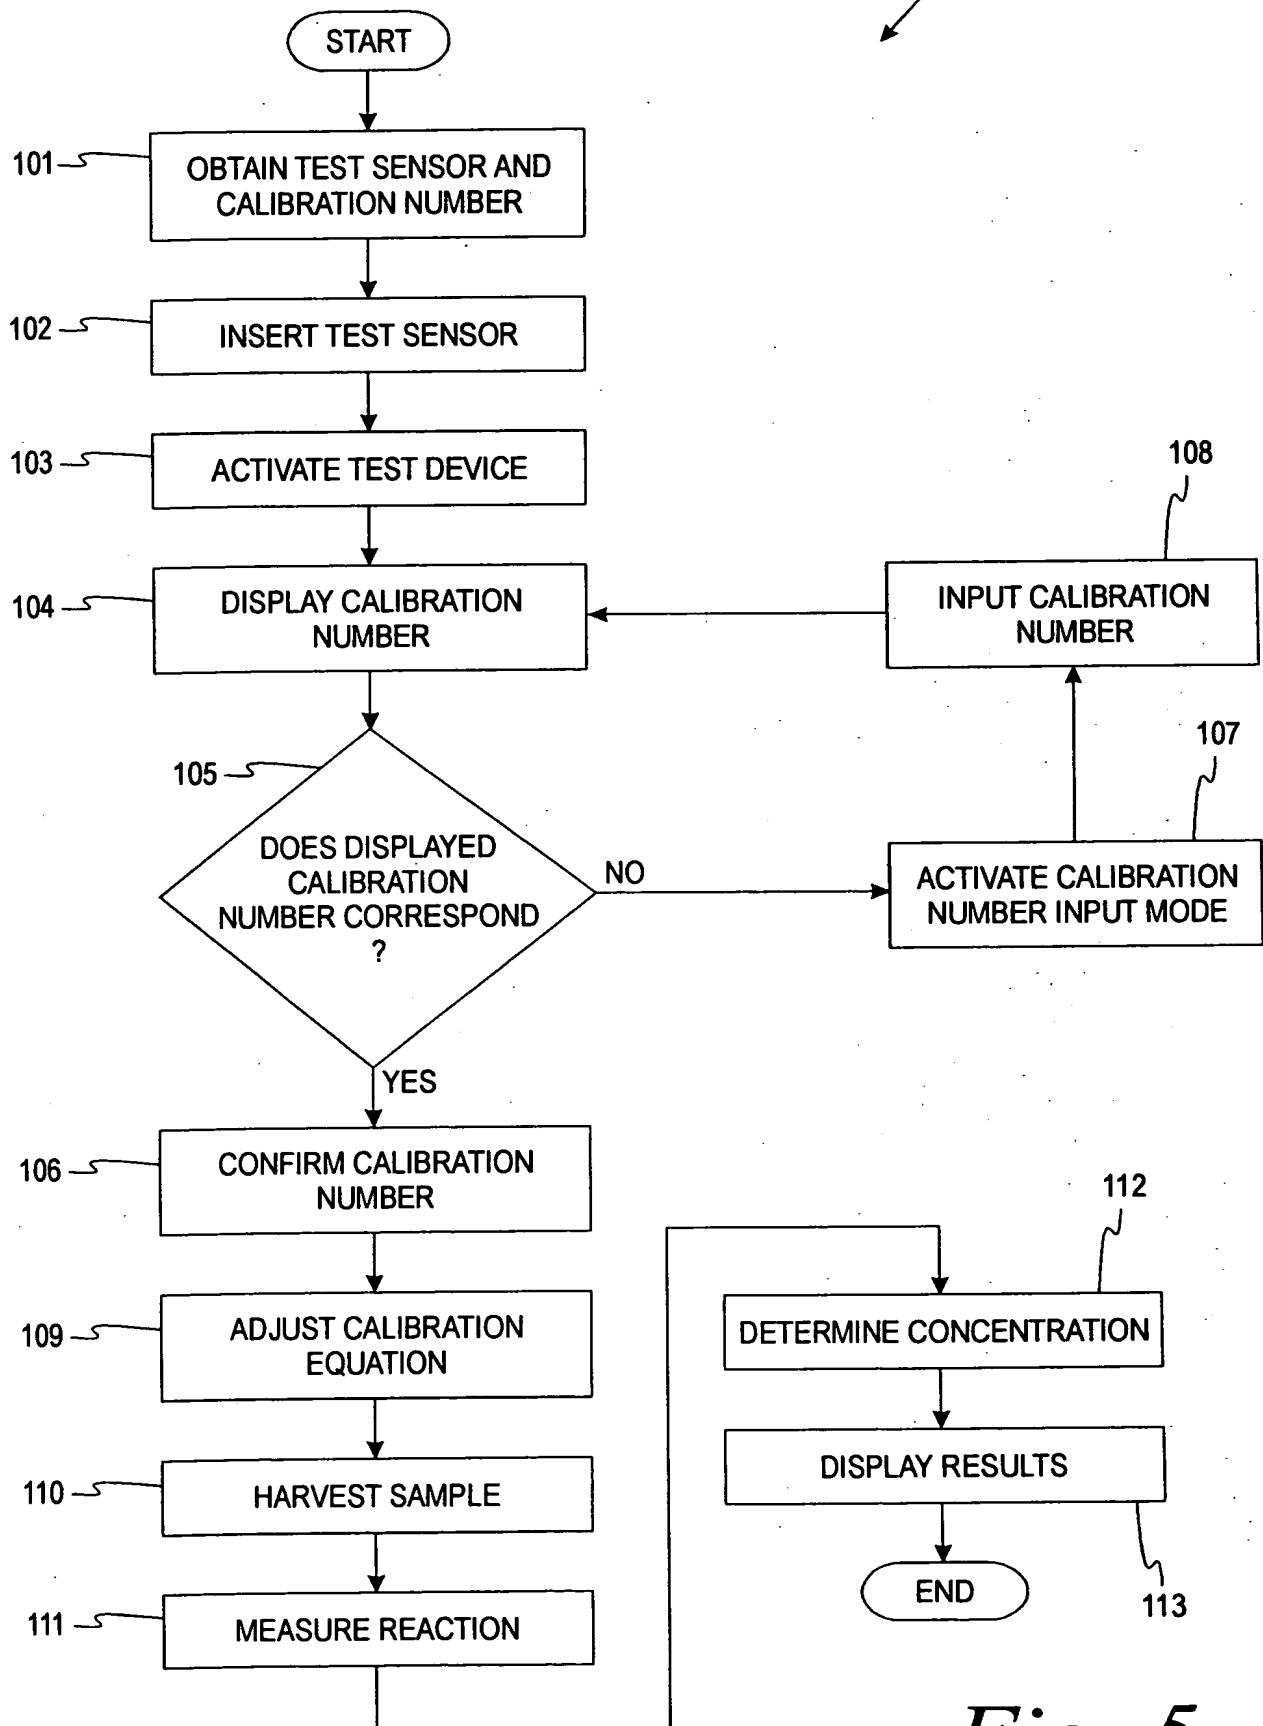 START
101
OBTAIN TEST SENSOR AND
CALIBRATION NUMBER
102
INSERT TEST SENSOR
103
ACTIVATE TEST DEVICE
104
DISPLAY CALIBRATION
NUMBER
108
INPUT CALIBRATION
NUMBER
105
DOES DISPLAYED
CALIBRATION
NUMBER CORRESPOND
?
NO
107
ACTIVATE CALIBRATION
NUMBER INPUT MODE
YES
106
CONFIRM CALIBRATION
NUMBER
109
ADJUST CALIBRATION
EQUATION
110
HARVEST SAMPLE
111
MEASURE REACTION
112
DETERMINE CONCENTRATION
DISPLAY RESULTS
113
END
Fig. 5